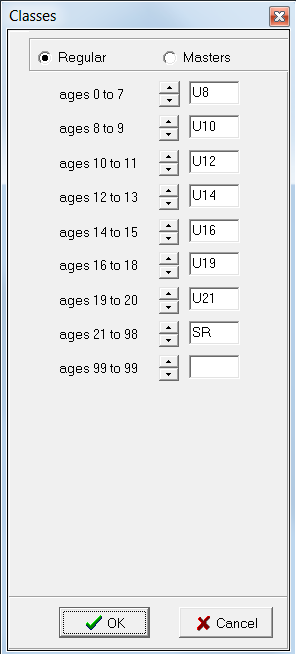 Classes
Regular Masters
ages 0 to 7 U8
ages 8 to 9 U10
ages 10 to 11 U12
ages 12 to 13 U14
ages 14 to 15 U16
ages 16 to 18 U19
ages 19 to 20 U21
ages 21 to 98 SR
ages 99 to 99
OK Cancel